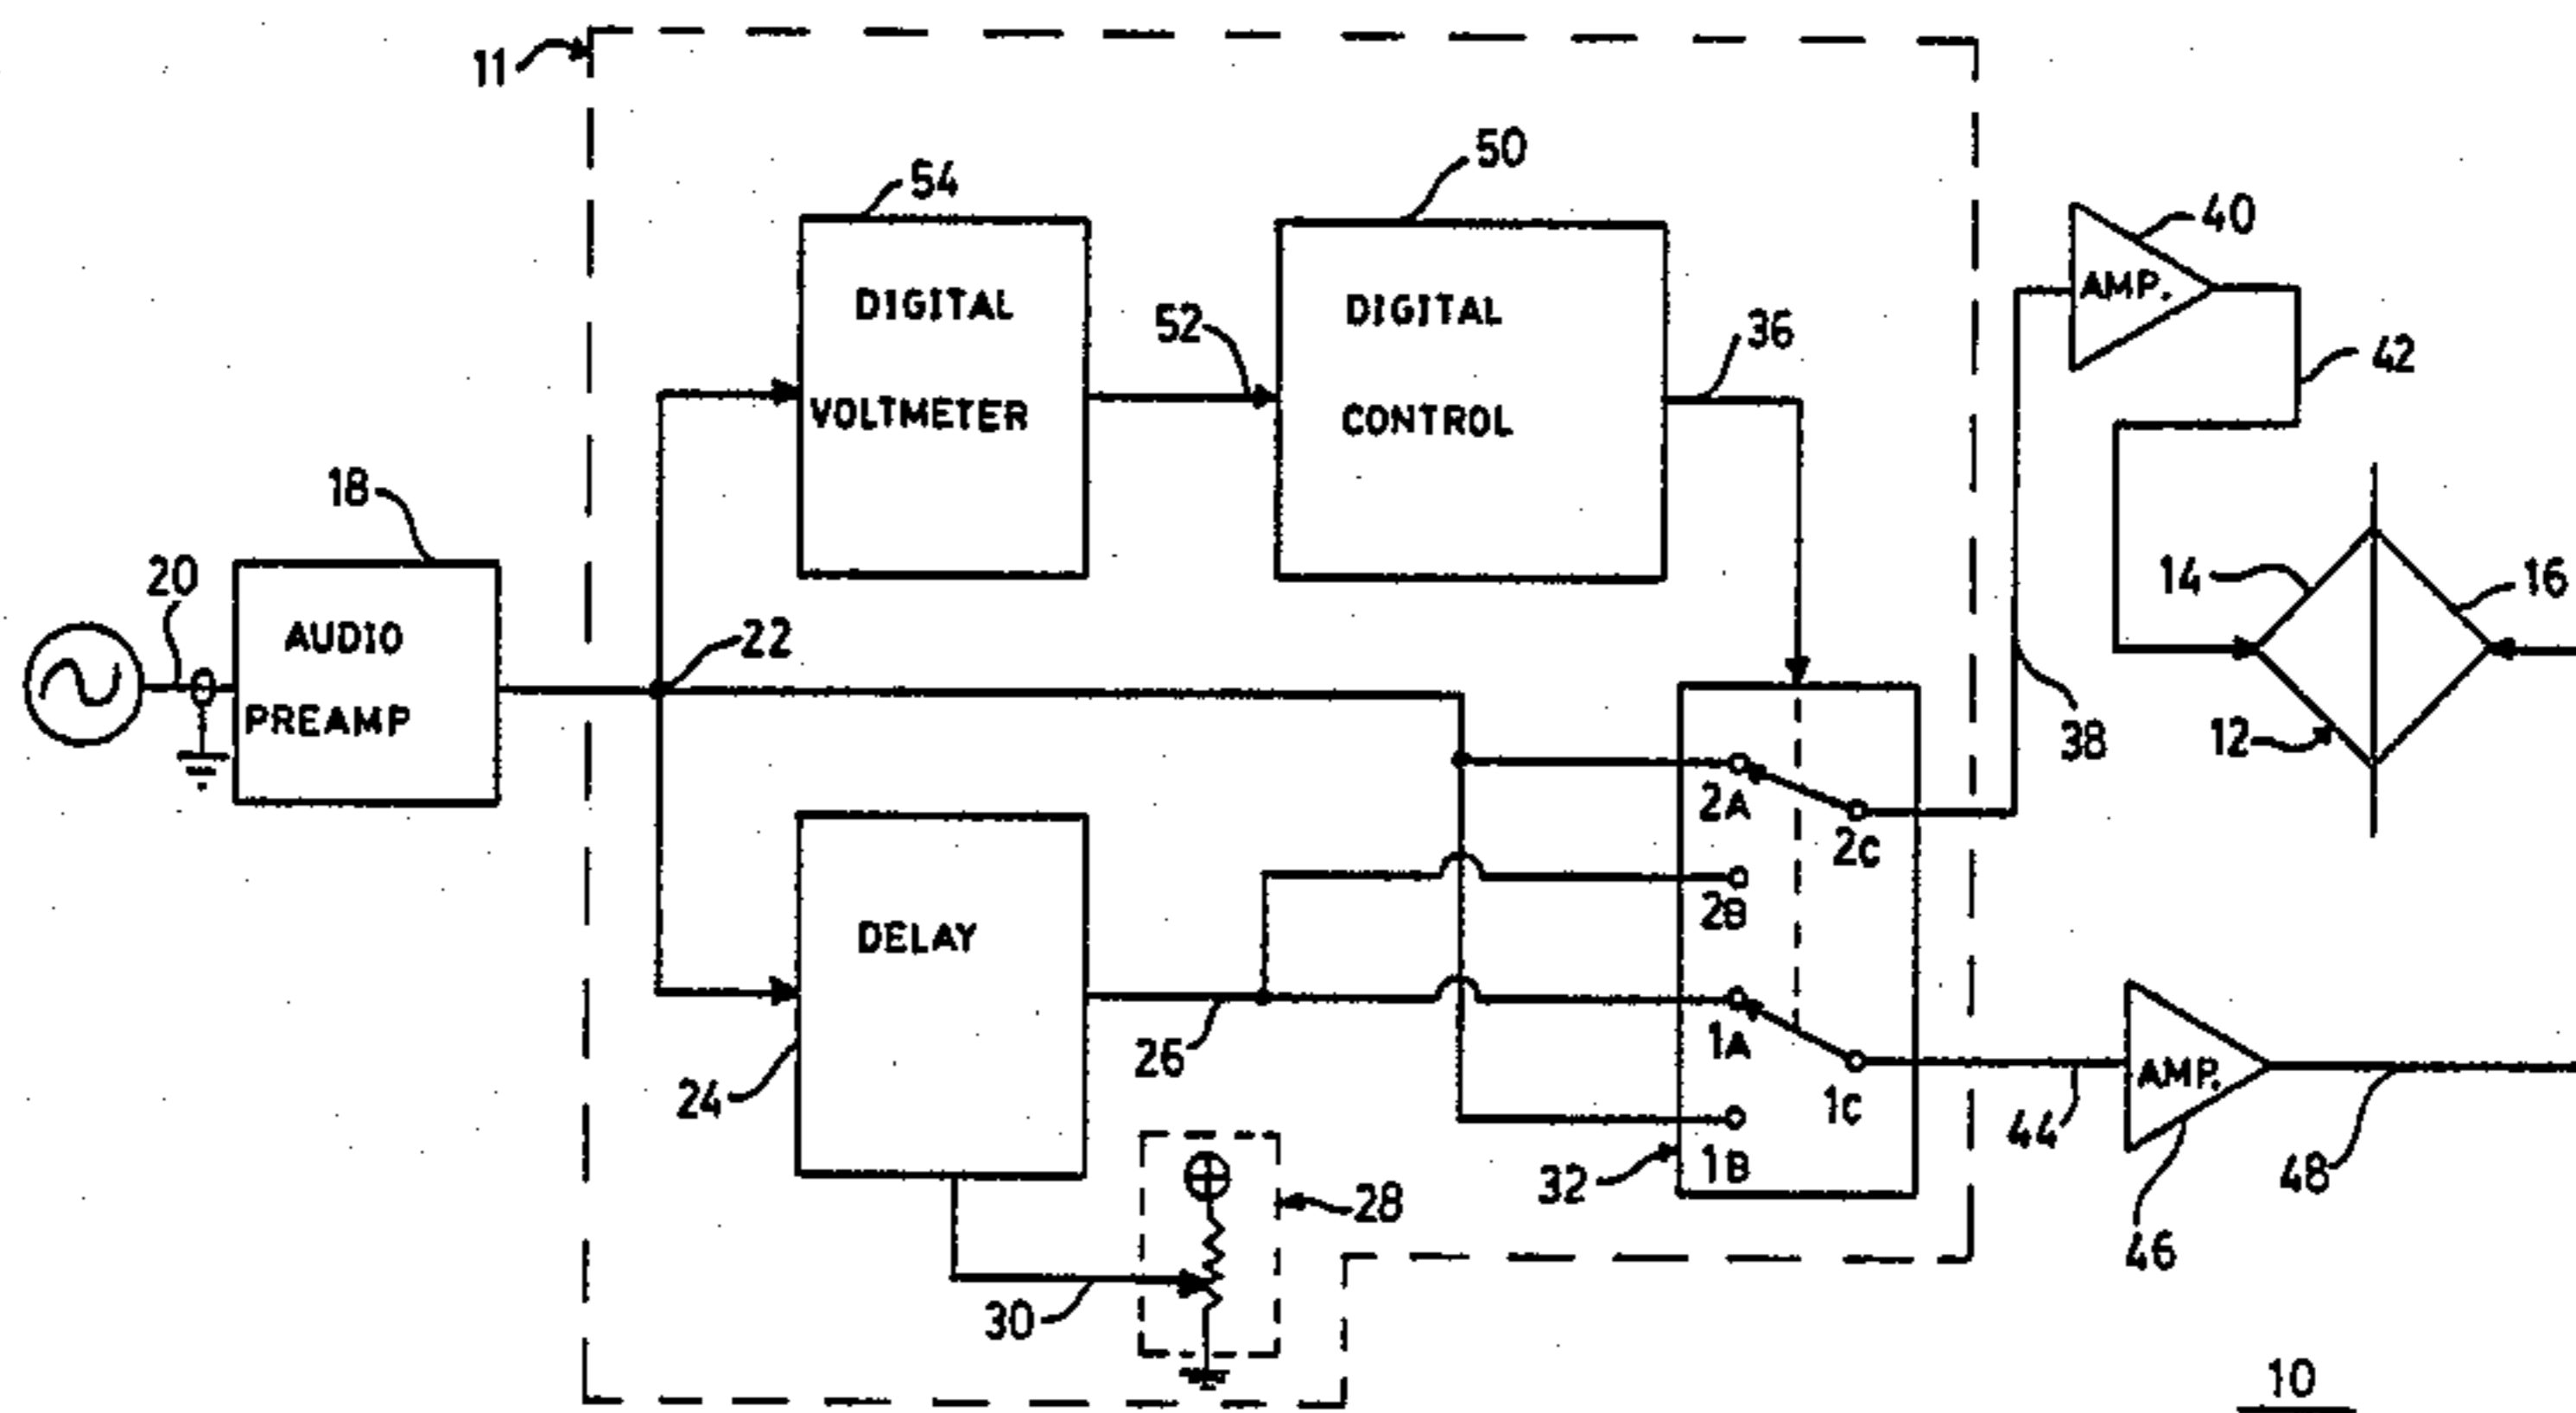 11
54
50
40
DIGITAL
VOLTMETER
52
DIGITAL
CONTROL
36
AMP.
42
18
20
AUDIO
PREAMP
22
14
16
12
38
2A
2C
2B
DELAY
24
26
1A
1C
1B
32
28
30
44
AMP.
46
48
10